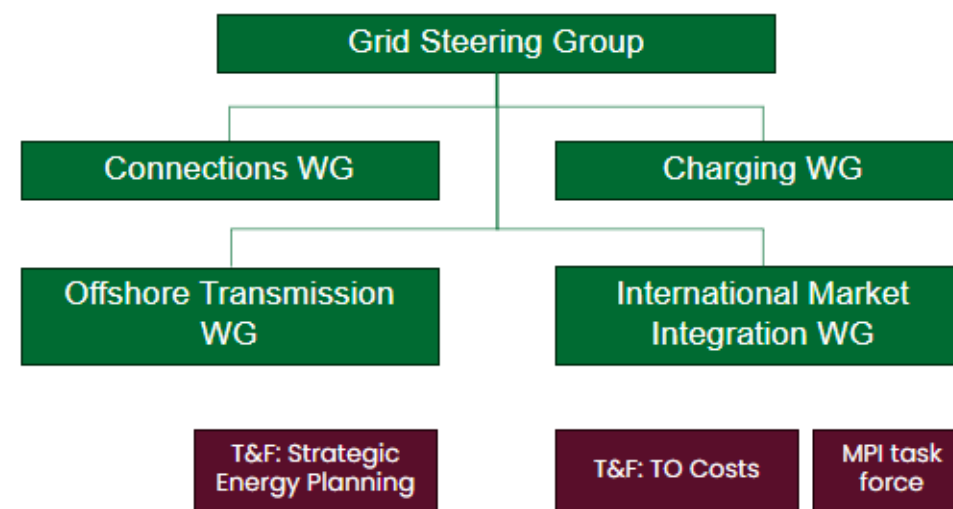 Grid Steering Group
Connections WG
Charging WG
Offshore Transmission
WG
International Market
Integration WG
T&F: Strategic
Energy Planning
T&F: TO Costs
MPI task
force